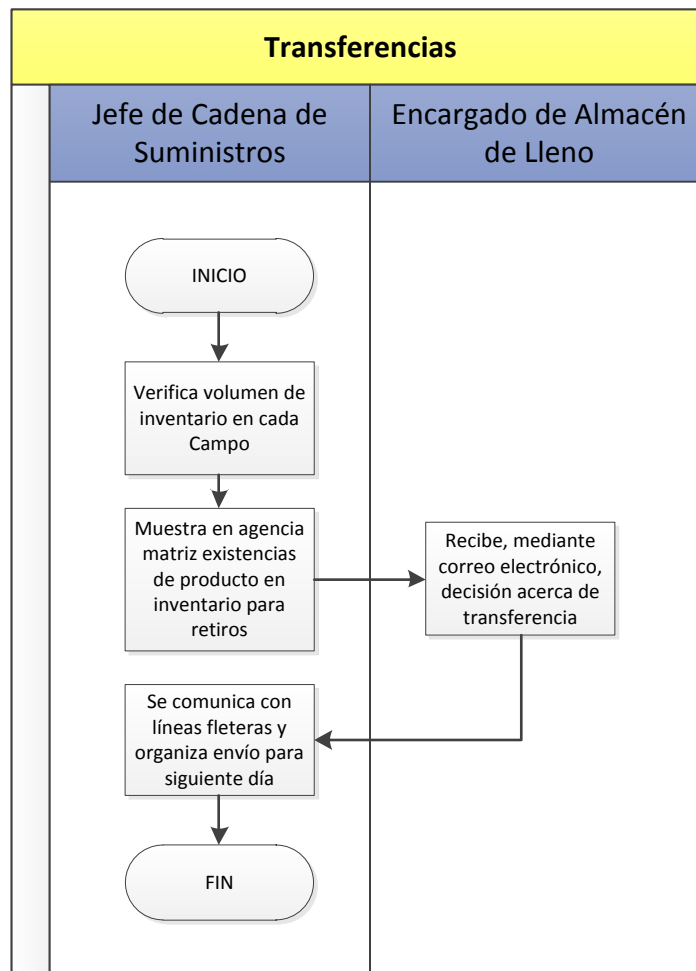 Transferencias
Jefe de Cadena de
Suministros
Encargado de Almacén
de Lleno
INICIO
Verifica volumen de
inventario en cada
Campo
Muestra en agencia
matriz existencias
de producto en
inventario para
retiros
Recibe, mediante
correo electrónico,
decisión acerca de
transferencia
Se comunica con
líneas fleteras y
organiza envío para
siguiente día
FIN